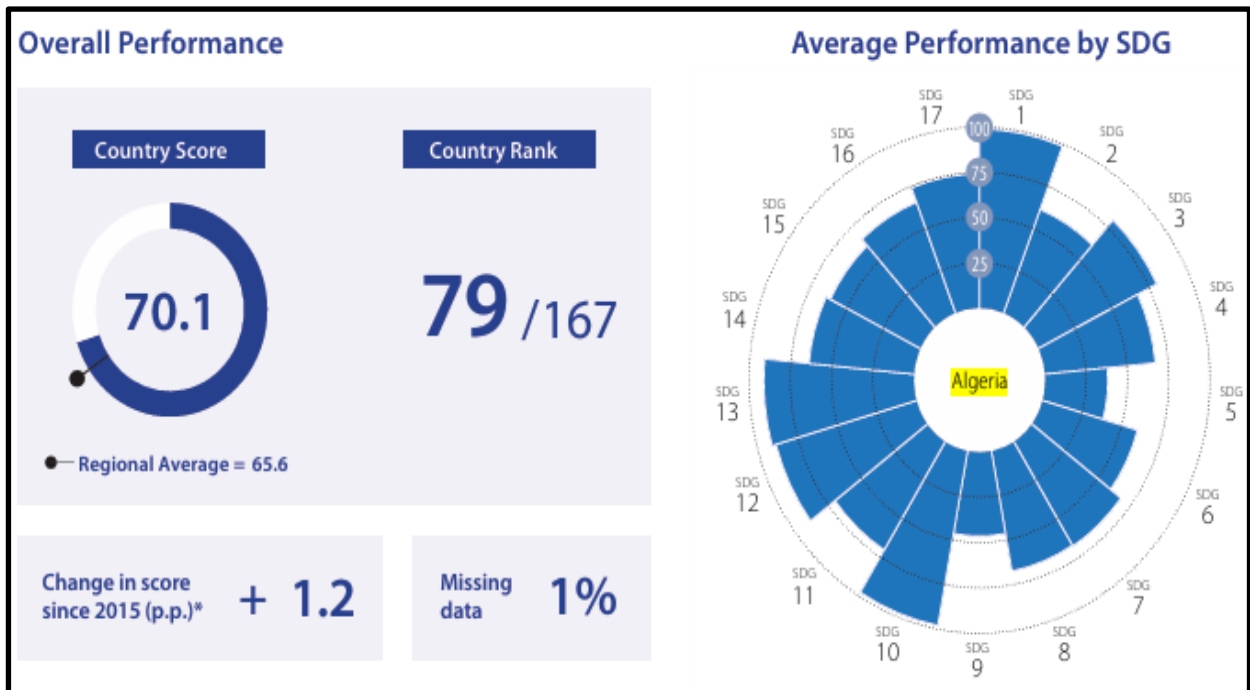 Overall Performance
Country Score
Country Rank
70.1
79 /167
Regional Average = 65.6
Change in score
since 2015 (p.p.)*
+ 1.2
Missing
data
1%
Average Performance by SDG
SDG
1
SDG
2
SDG
3
SDG
4
SDG
5
SDG
6
SDG
7
SDG
8
SDG
9
SDG
10
SDG
11
SDG
12
SDG
13
SDG
14
SDG
15
SDG
16
SDG
17
100
75
50
25
Algeria